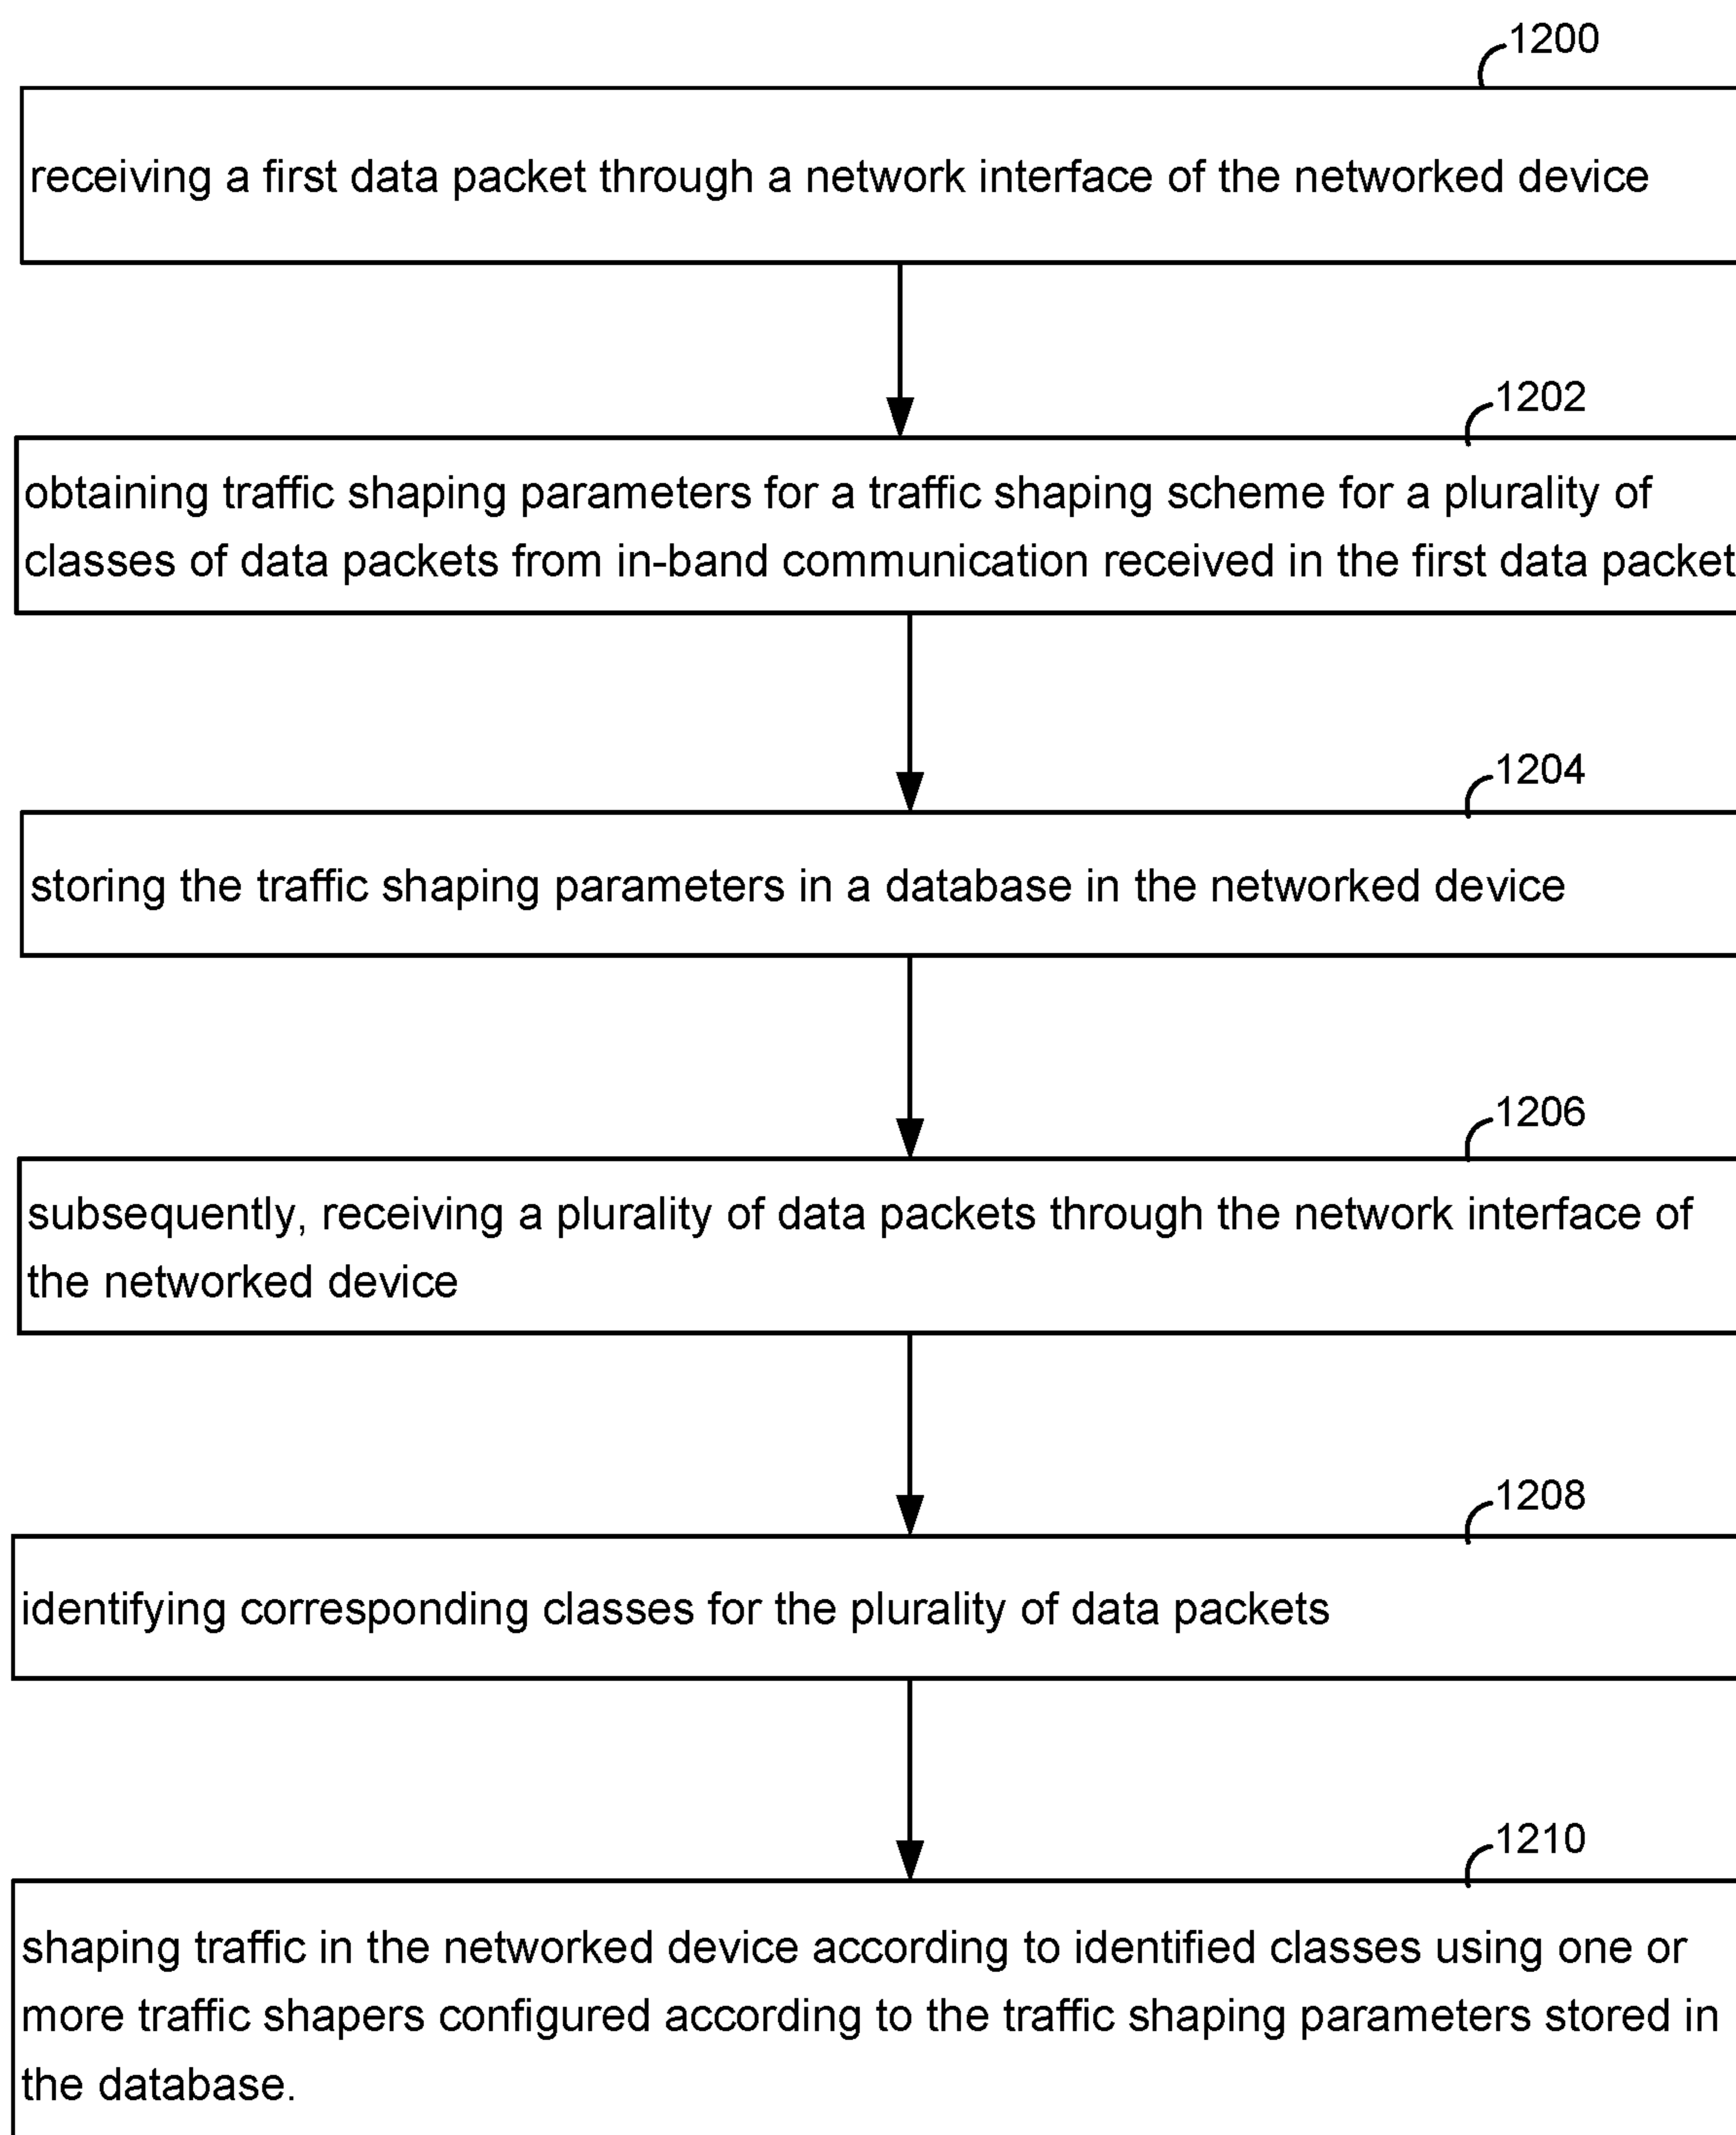 1200
receiving a first data packet through a network interface of the networked device
1202
obtaining traffic shaping parameters for a traffic shaping scheme for a plurality of
classes of data packets from in-band communication received in the first data packet
1204
storing the traffic shaping parameters in a database in the networked device
1206
subsequently, receiving a plurality of data packets through the network interface of
the networked device
1208
identifying corresponding classes for the plurality of data packets
1210
shaping traffic in the networked device according to identified classes using one or
more traffic shapers configured according to the traffic shaping parameters stored in
the database.